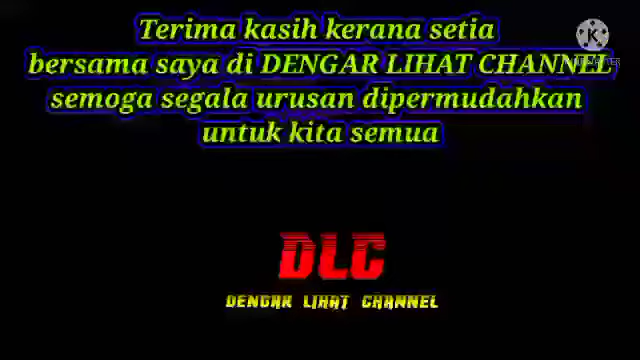 Terima kasih kerana setia
bersama saya di DENGAR LIHAT CHANNEL
semoga segala urusan dipermudahkan
untuk kita semua
K
DLC
DENGAR LIHAT CHANNEL